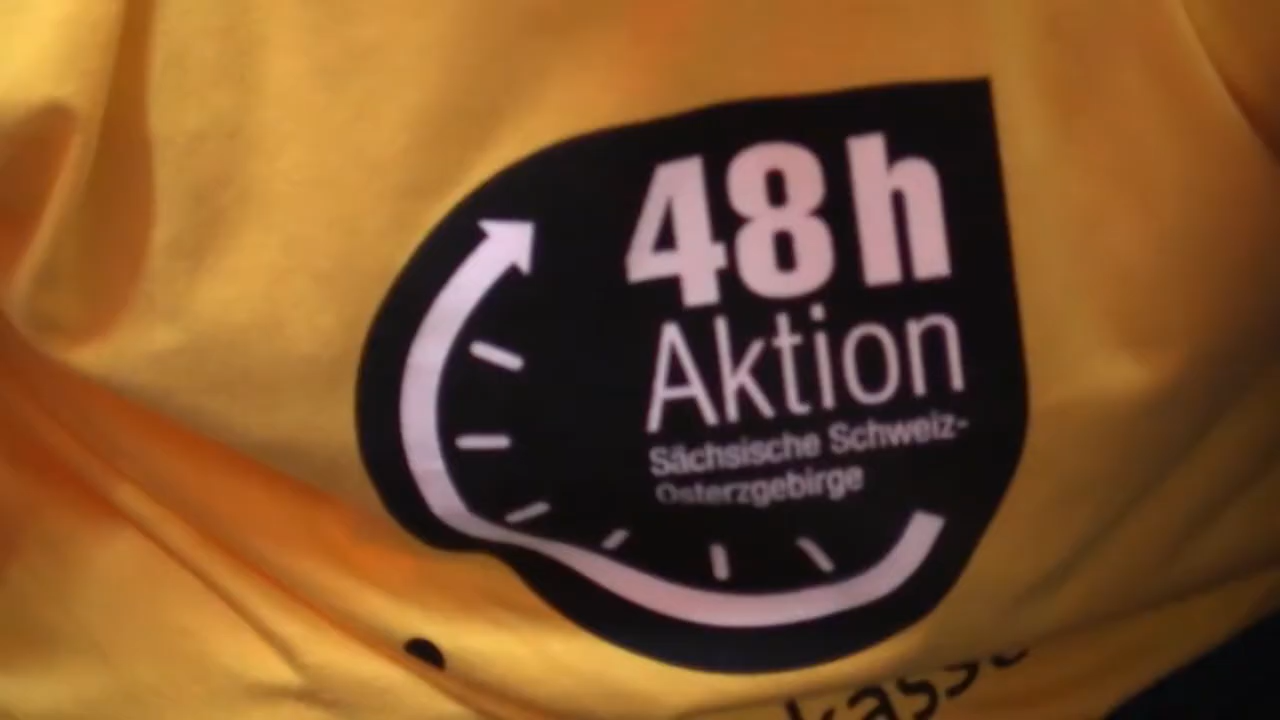 48h
Aktion
Sächsische Schweiz-
Osterzgebirge